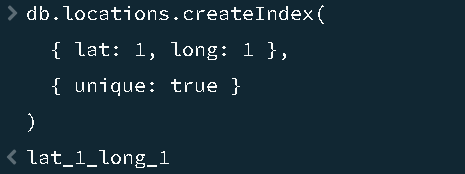 > db.locations.createIndex(
{ lat: 1, long: 1 },
{ unique: true }
)
< lat_1_long_1